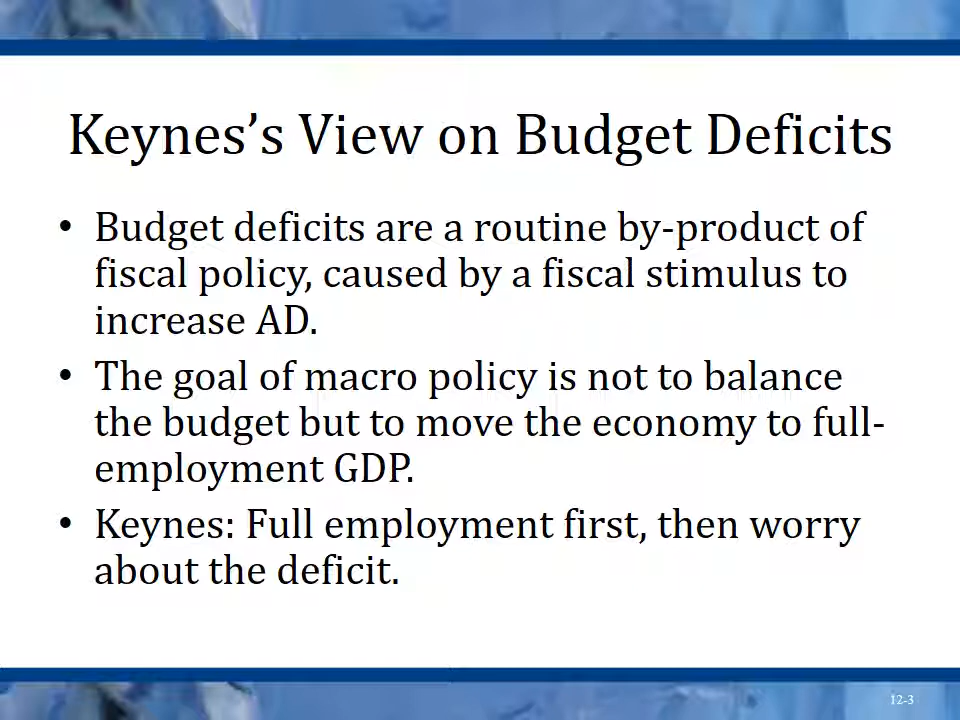 Keynes’s View on Budget Deficits
• Budget deficits are a routine by-product of
fiscal policy, caused by a fiscal stimulus to
increase AD.
• The goal of macro policy is not to balance
the budget but to move the economy to full-
employment GDP.
• Keynes: Full employment first, then worry
about the deficit.
12-3